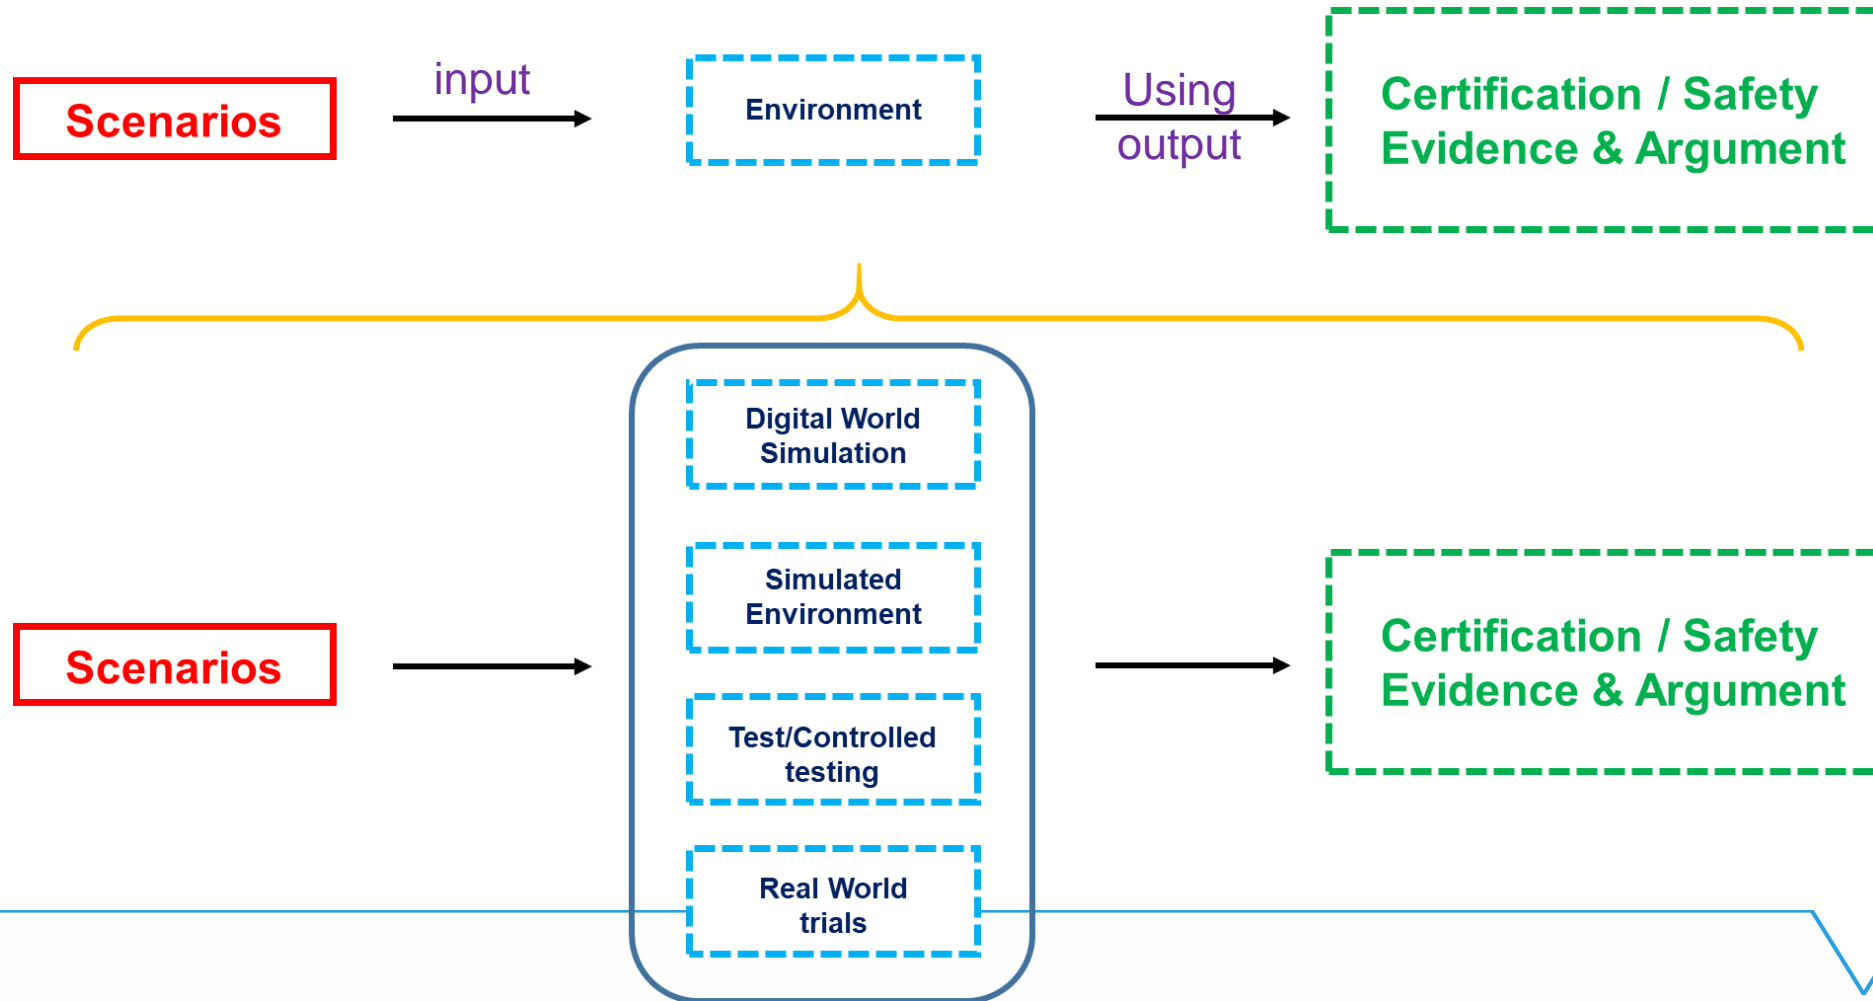 Scenarios
input
Environment
Using
output
Certification / Safety
Evidence & Argument
Digital World
Simulation
Simulated
Environment
Scenarios
Test/Controlled
testing
Real World
trials
Certification / Safety
Evidence & Argument